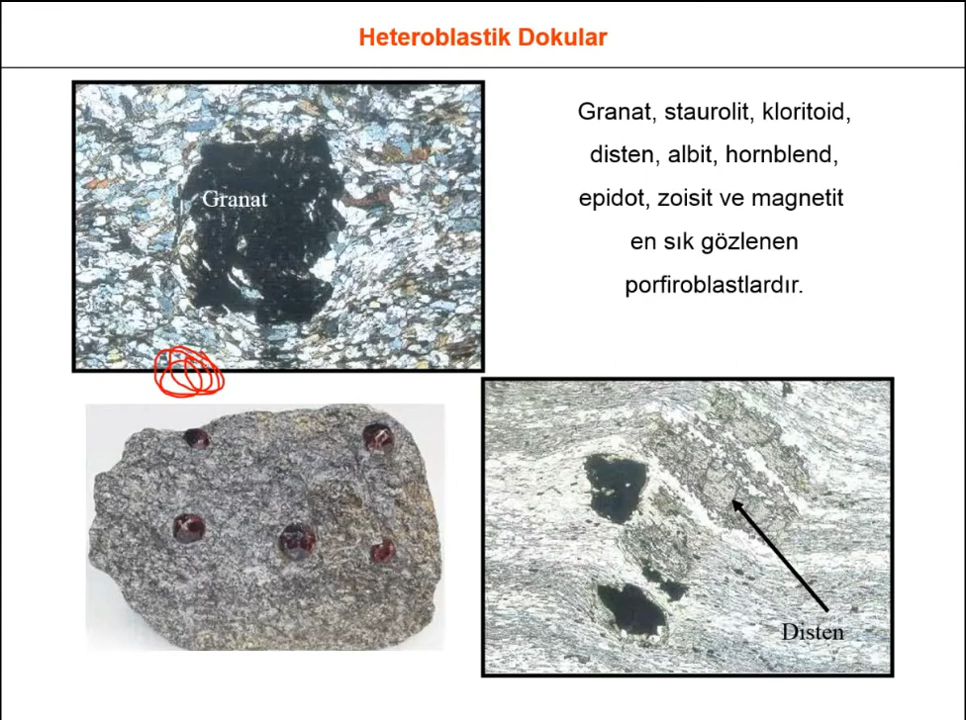 Heteroblastik Dokular
Granat
Granat, staurolit, kloritoid,
disten, albit, hornblend,
epidot, zoisit ve magnetit
en sık gözlenen
porfiroblastlardır.
Disten